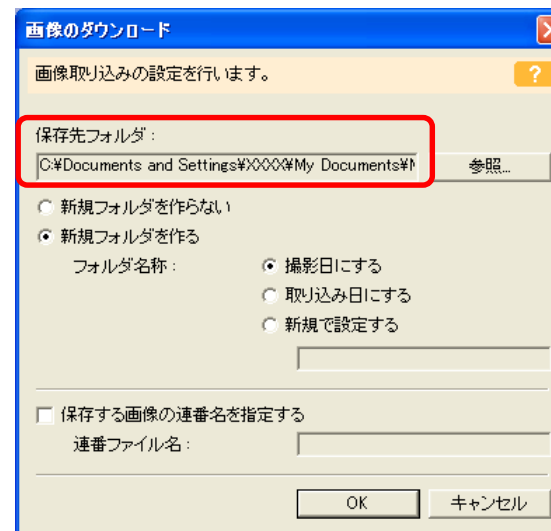 画像のダウンロード
画像取り込みの設定を行います。
?
保存先フォルダ：
C:¥Documents and Settings¥XXXX¥My Documents¥
参照...
新規フォルダを作らない
新規フォルダを作る
フォルダ名称：
撮影日にする
取り込み日にする
新規で設定する
保存する画像の連番名を指定する
連番ファイル名：
OK
キャンセル